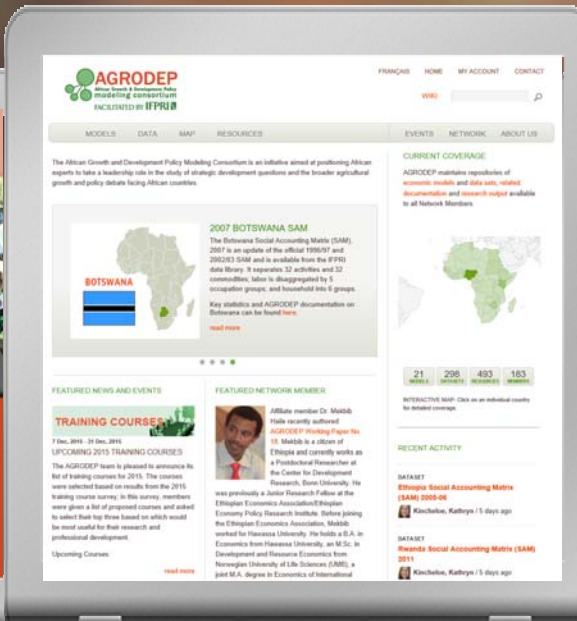 AGRODEP
African Growth & Development Policy
modeling consortium
FACILITATED BY IFPRI
FRANÇAIS HOME MY ACCOUNT CONTACT
WIKI
MODELS DATA MAP RESOURCES EVENTS NETWORK ABOUT US
The African Growth and Development Policy Modeling Consortium is an initiative aimed at positioning African
experts to take a leadership role in the study of strategic development questions and the broader agricultural
growth and policy debate facing African countries.
BOTSWANA
2007 BOTSWANA SAM
The Botswana Social Accounting Matrix (SAM),
2007 is an update of the official 1996/97 and
2002/03 SAM and is available from the IFPRI
data library. It separates 32 activities and 32
commodities; labor is disaggregated by 5
occupation groups; and household into 6 groups.
Key statistics and AGRODEP documentation on
Botswana can be found here.
read more
FEATURED NEWS AND EVENTS
TRAINING COURSES
7 Dec, 2015 - 31 Dec, 2015
UPCOMING 2015 TRAINING COURSES
The AGRODEP team is pleased to announce its
list of training courses for 2015. The courses
were selected based on results from the 2015
training course survey; in this survey, members
were given a list of proposed courses and asked
to select their top three based on which would
be most useful for their research and
professional development.
Upcoming Courses
read more
FEATURED NETWORK MEMBER
Affiliate member Dr. Mekbib
Haile recently authored
AGRODEP Working Paper No.
18. Mekbib is a citizen of
Ethiopia and currently works as
a Postdoctoral Researcher at
the Center for Development
Research, Bonn University. He
was previously a Junior Research Fellow at the
Ethiopian Economics Association/Ethiopian
Economy Policy Research Institute. Before joining
the Ethiopian Economics Association, Mekbib
worked for Hawassa University. He holds a B.A. in
Economics from Hawassa University, an M.Sc. in
Development and Resource Economics from
Norwegian University of Life Sciences (UMB), a
joint M.A. degree in Economics of International
CURRENT COVERAGE
AGRODEP maintains repositories of
economic models and data sets, related
documentation and research output available
to all Network Members.
21 298 493 183
MODELS DATASETS RESOURCES MEMBERS
INTERACTIVE MAP: Click on an individual country
for detailed coverage.
RECENT ACTIVITY
DATASET
Ethiopia Social Accounting Matrix
(SAM) 2005-06
Kincheloe, Kathryn / 5 days ago
DATASET
Rwanda Social Accounting Matrix (SAM)
2011
Kincheloe, Kathryn / 5 days ago